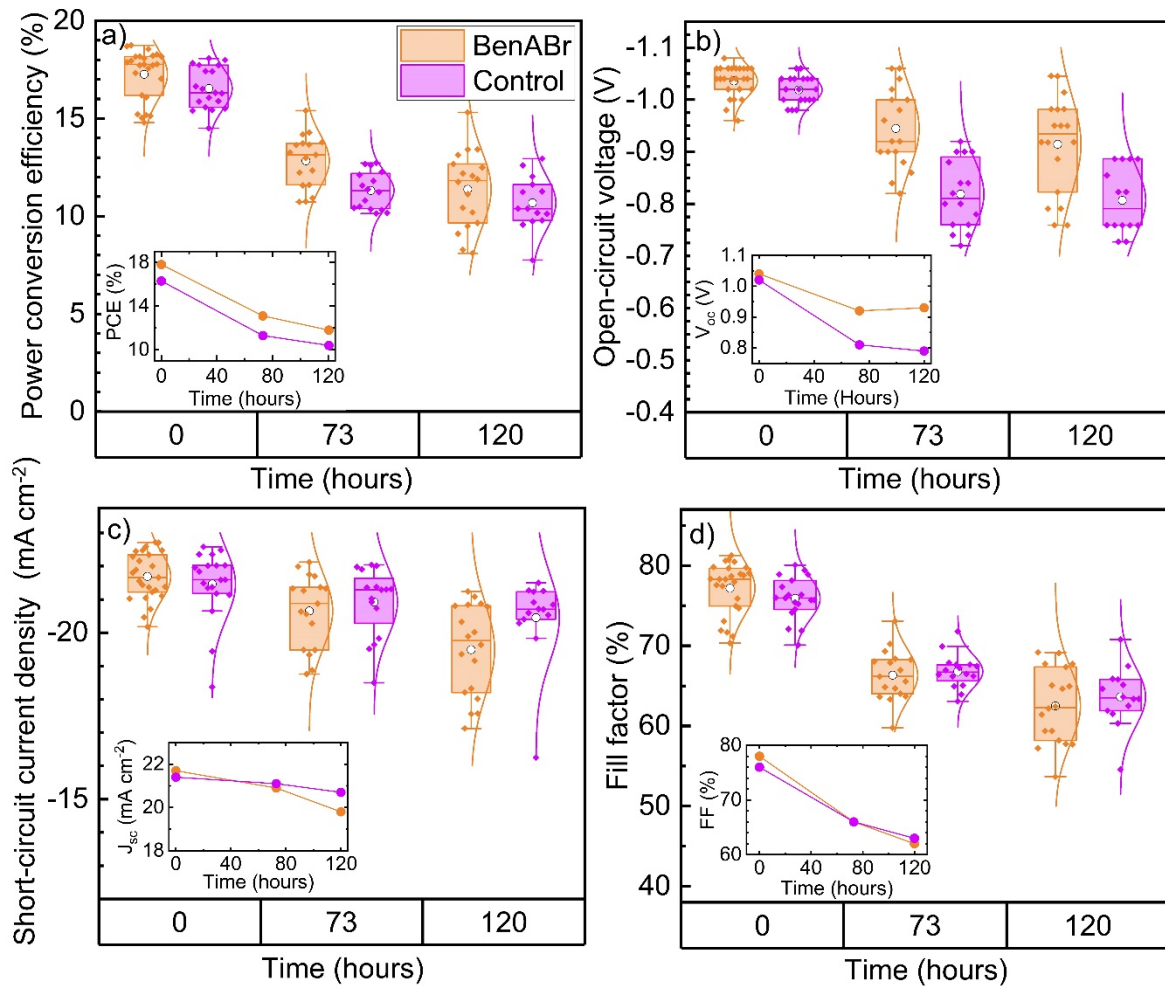 a)
Power conversion efficiency (%)
20
15
10
5
0
BenABr
Control
PCE (%)
18
16
14
12
10
0 40 80 120
Time (hours)
0 73 120
Time (hours)
b)
Open-circuit voltage (V)
-1.1
-1.0
-0.9
-0.8
-0.7
-0.6
-0.5
-0.4
Voc (V)
1.1
1.0
0.9
0.8
0 40 80 120
Time (Hours)
0 73 120
Time (hours)
c)
Short-circuit current density (mA cm-2)
-20
-15
Jsc (mA cm-2)
22
21
20
19
18
0 40 80 120
Time (hours)
0 73 120
Time (hours)
d)
Fill factor (%)
80
70
60
50
40
FF (%)
78
70
60
0 40 80 120
Time (hours)
0 73 120
Time (hours)